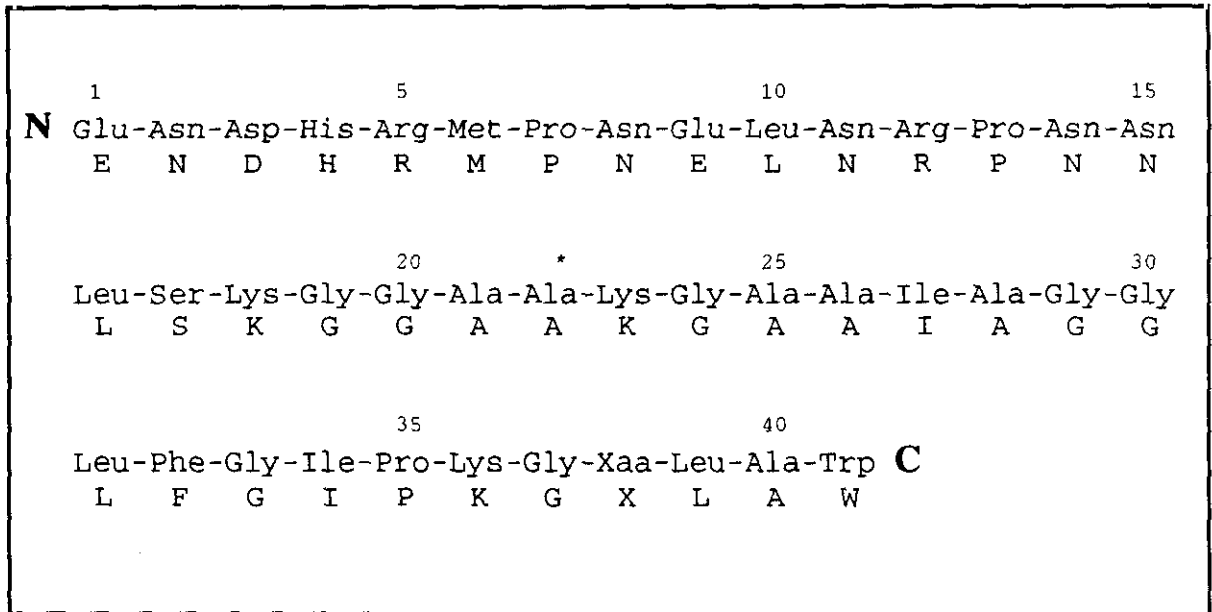 1 5 10 15
N Glu-Asn-Asp-His-Arg-Met-Pro-Asn-Glu-Leu-Asn-Arg-Pro-Asn-Asn
E N D H R M P N E L N R P N N
20 * 25 30
Leu-Ser-Lys-Gly-Gly-Ala-Ala-Lys-Gly-Ala-Ala-Ile-Ala-Gly-Gly
L S K G G A A K G A A I A G G
35 40
Leu-Phe-Gly-Ile-Pro-Lys-Gly-Xaa-Leu-Ala-Trp C
L F G I P K G X L A W